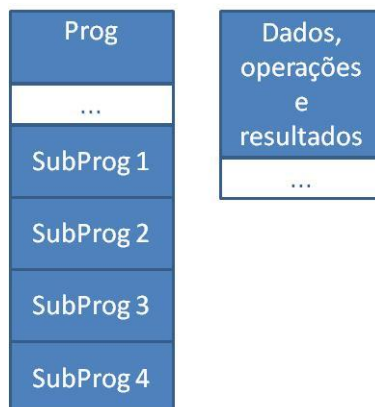 Prog
...
SubProg 1
SubProg 2
SubProg 3
SubProg 4
Dados,
operações
e
resultados
...